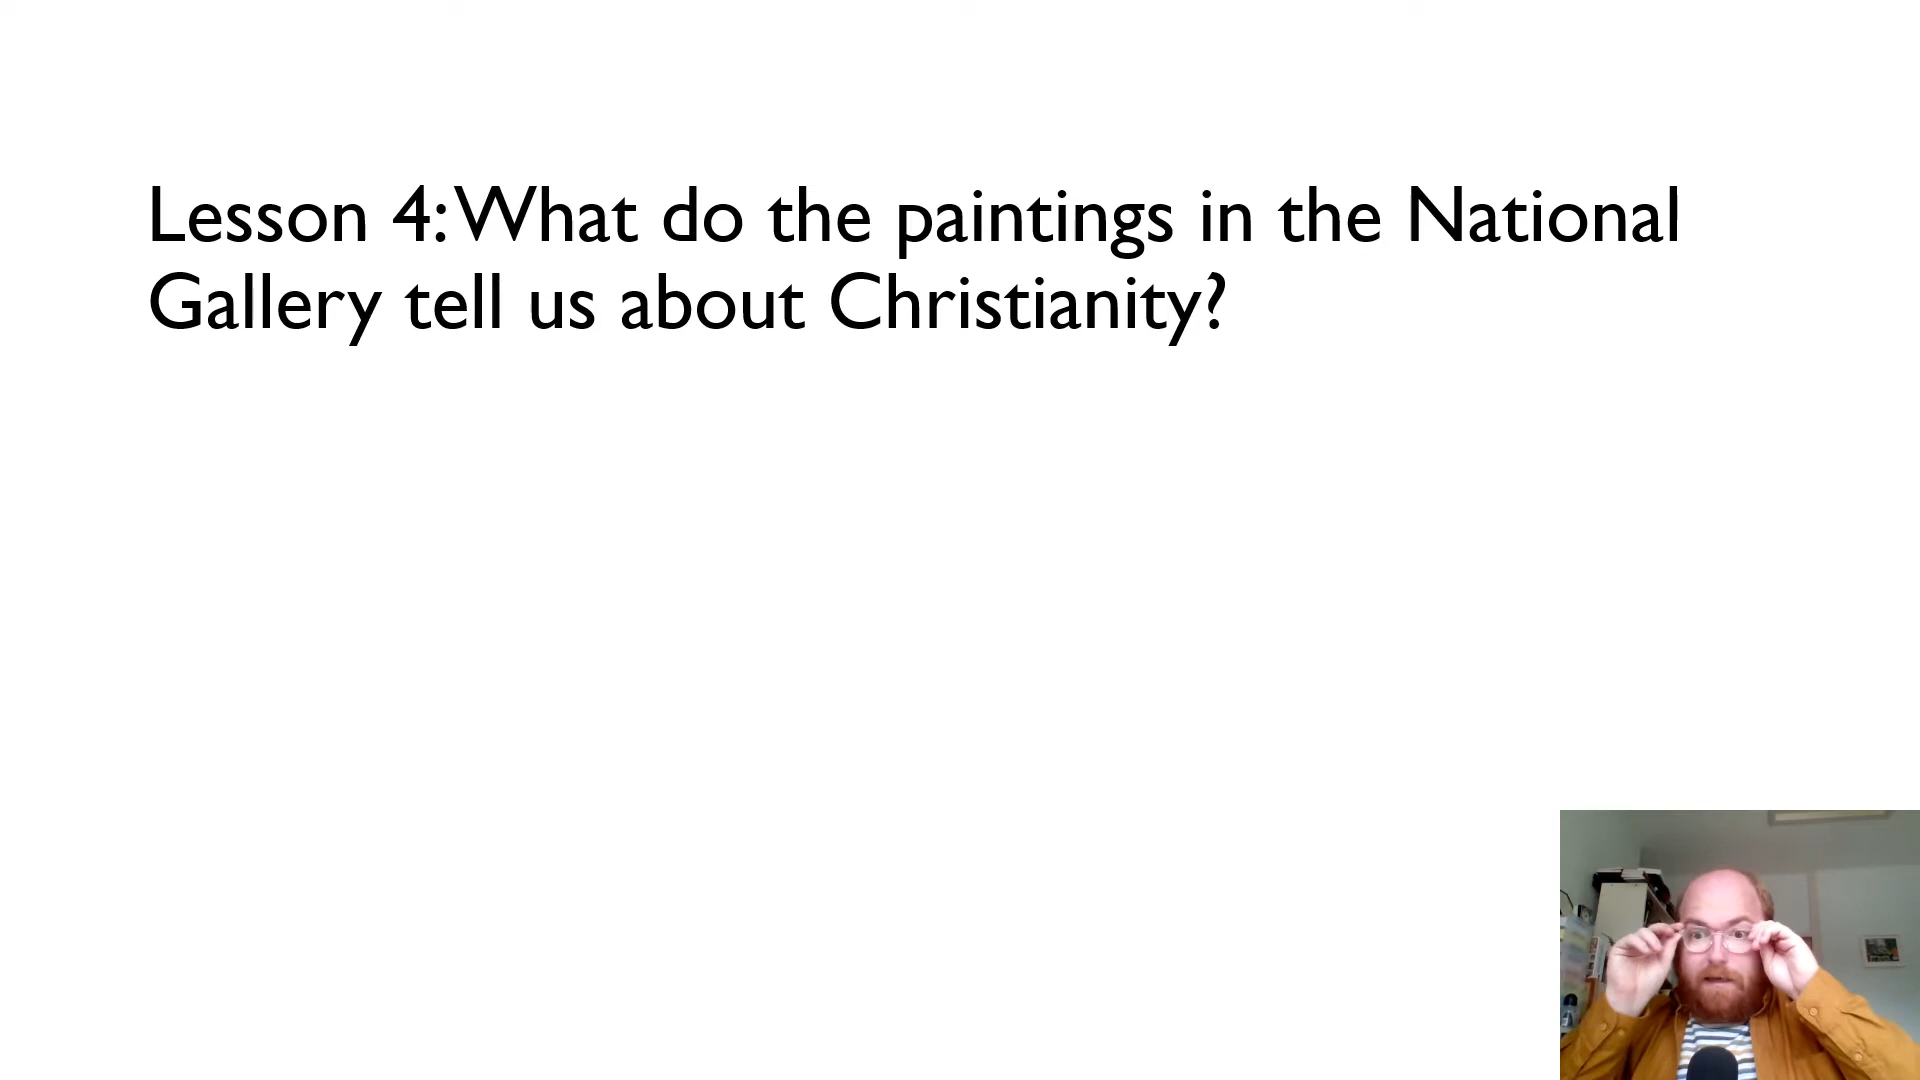 Lesson 4: What do the paintings in the National
Gallery tell us about Christianity?